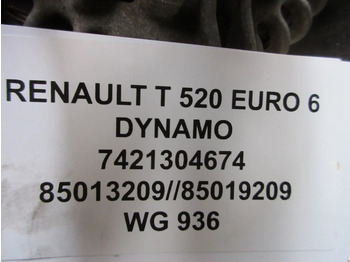 RENAULT T 520 EURO 6
DYNAMO
7421304674
85013209//85019209
WG 936